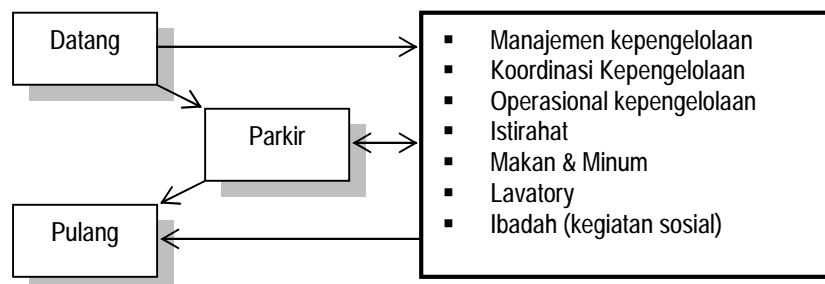 Datang
Parkir
Pulang
▪ Manajemen kepengelolaan
▪ Koordinasi Kepengelolaan
▪ Operasional kepengelolaan
▪ Istirahat
▪ Makan & Minum
▪ Lavatory
▪ Ibadah (kegiatan sosial)